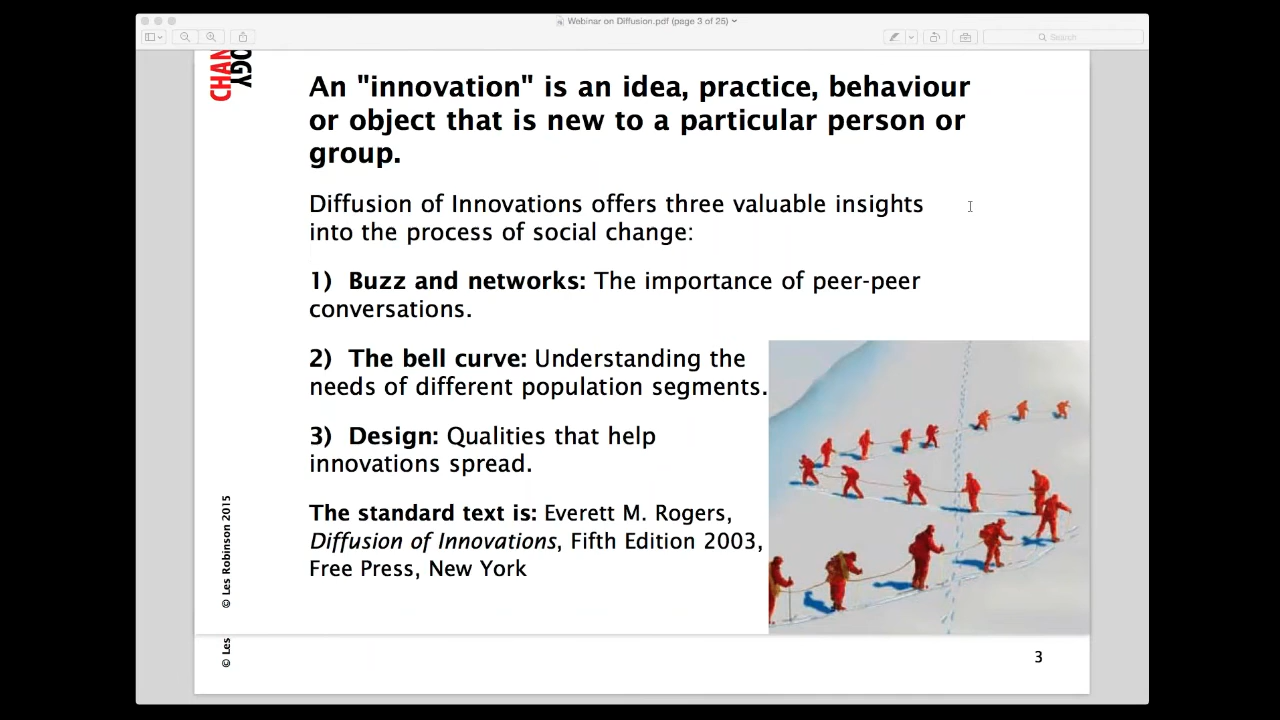 Webinar on Diffusion.pdf (page 3 of 25)
Search
An "innovation" is an idea, practice, behaviour
or object that is new to a particular person or
group.
Diffusion of Innovations offers three valuable insights
into the process of social change:
1) Buzz and networks: The importance of peer-peer
conversations.
2) The bell curve: Understanding the
needs of different population segments.
3) Design: Qualities that help
innovations spread.
The standard text is: Everett M. Rogers,
Diffusion of Innovations, Fifth Edition 2003,
Free Press, New York
© Les Robinson 2015
© Les
CHAN
OGY
3